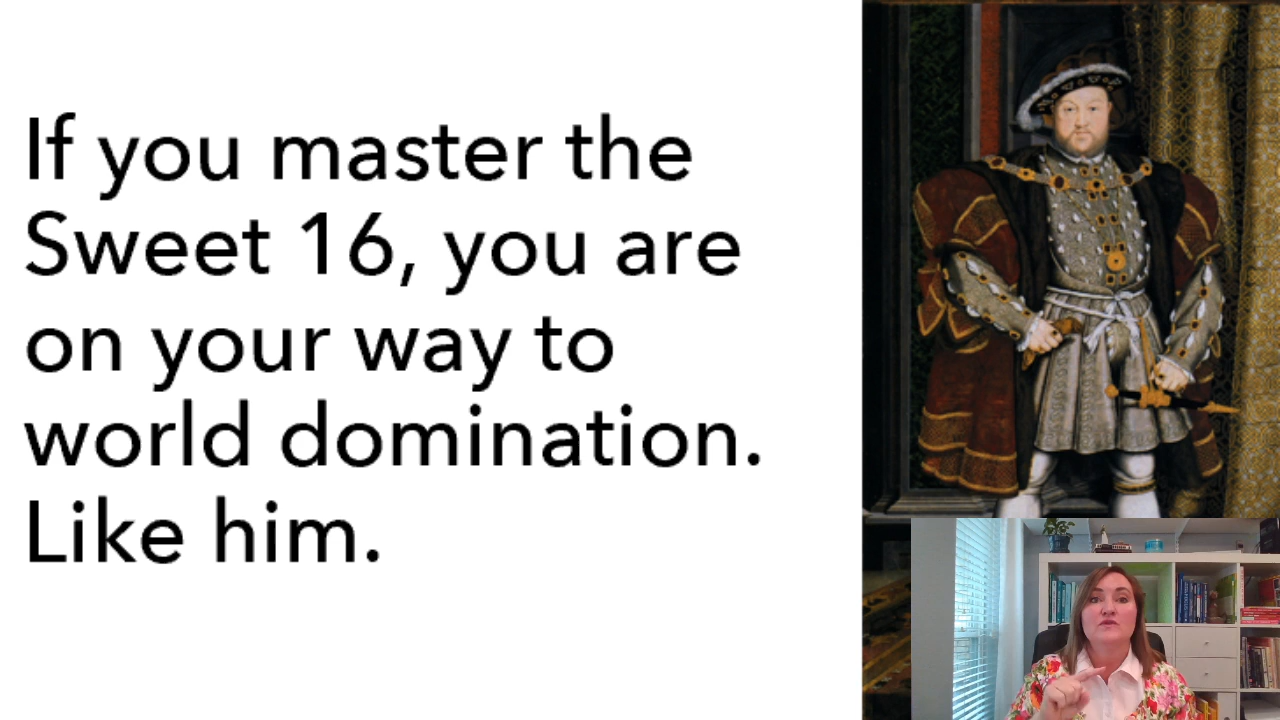 If you master the
Sweet 16, you are
on your way to
world domination.
Like him.